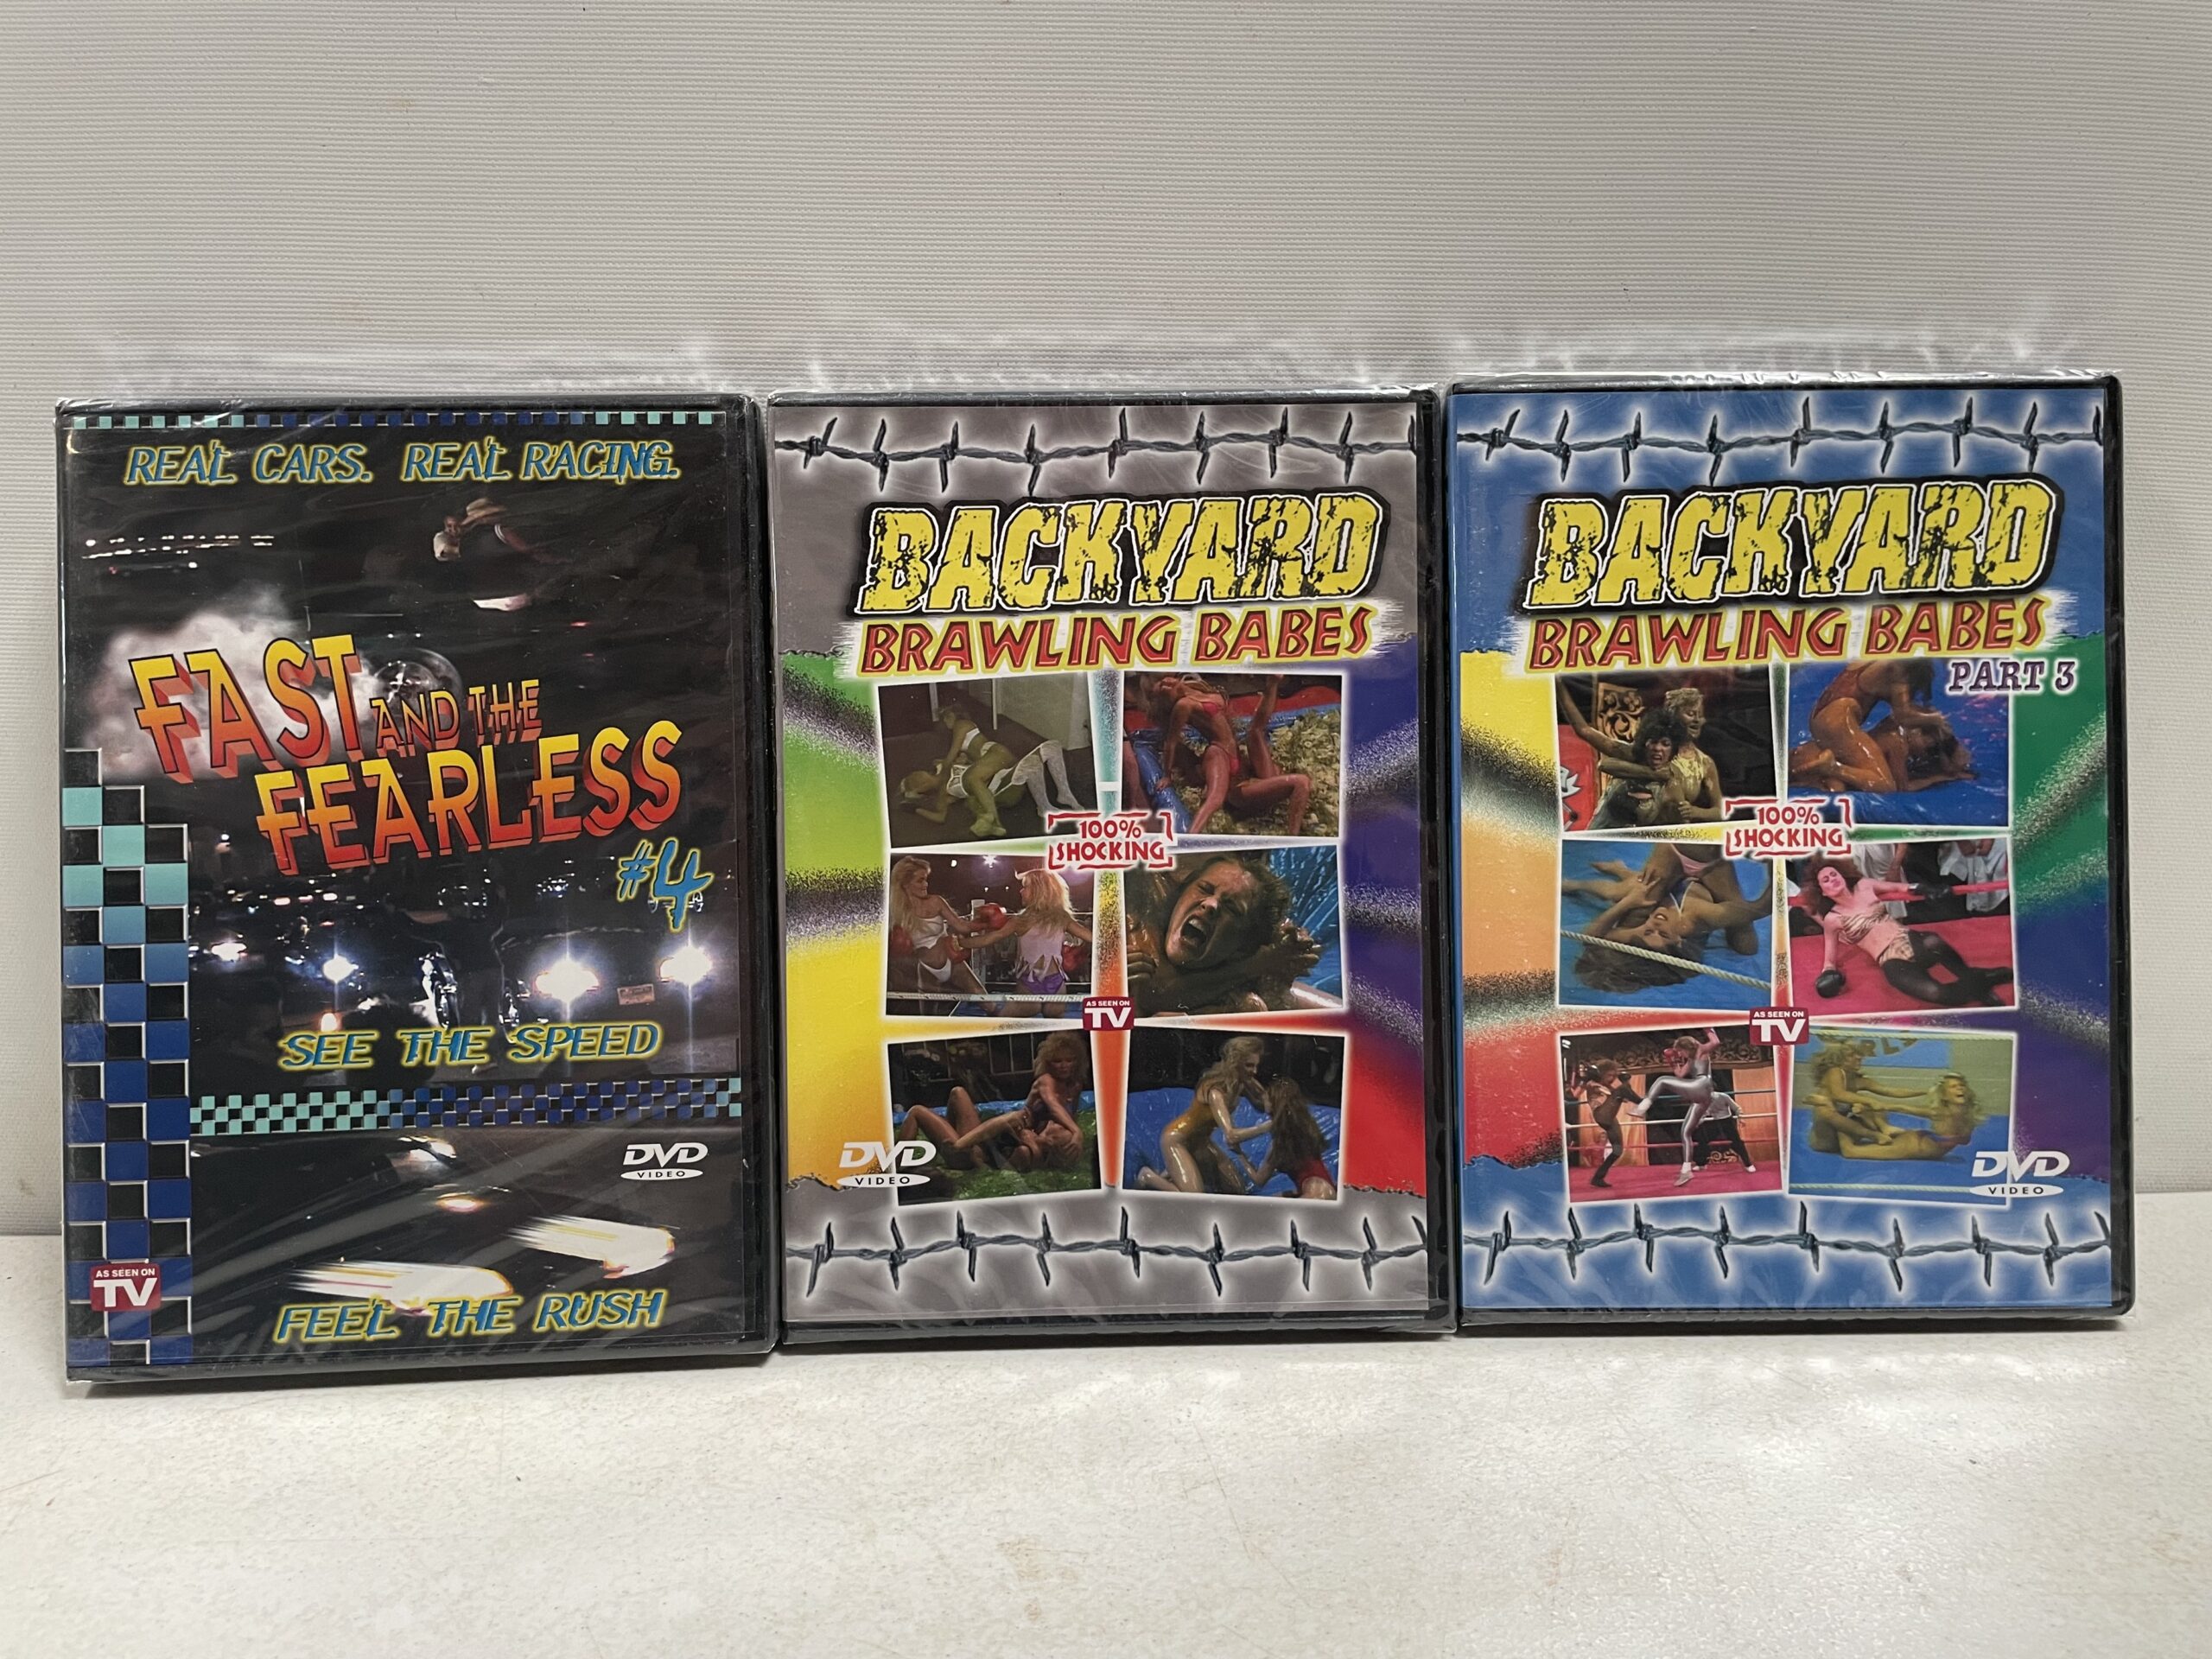 REAL CARS. REAL RACING.
FAST AND THE
FEARLESS
#4
SEE THE SPEED
DVD
VIDEO
AS SEEN ON
TV
FEEL THE RUSH
BACKYARD
BRAWLING BABES
100%
SHOCKING
AS SEEN ON
TV
DVD
VIDEO
BACKYARD
BRAWLING BABES
PART 3
100%
SHOCKING
AS SEEN ON
TV
DVD
VIDEO